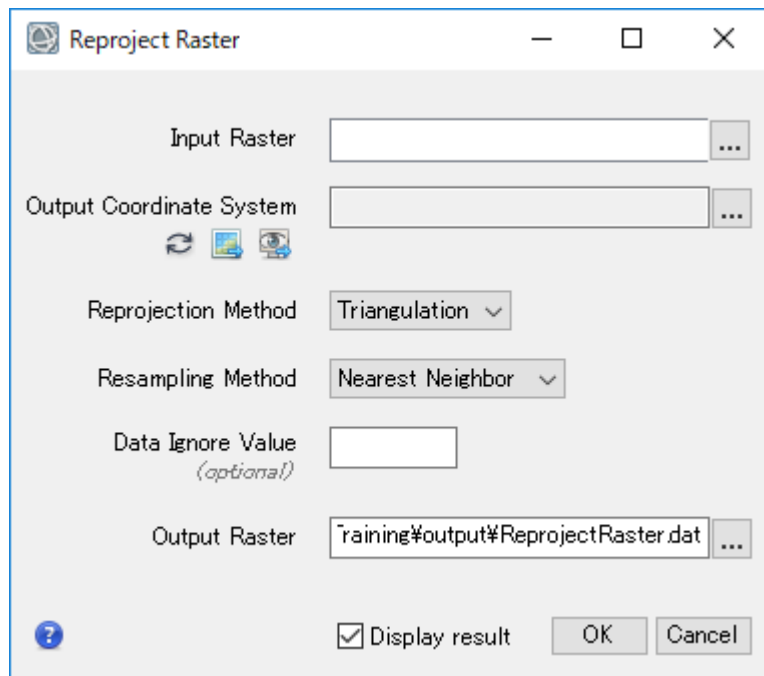 Reproject Raster
Input Raster
...
Output Coordinate System
...
Reprojection Method
Triangulation
Resampling Method
Nearest Neighbor
Data Ignore Value
(optional)
Output Raster
raining¥output¥ReprojectRaster.dat
...
?
Display result
OK
Cancel